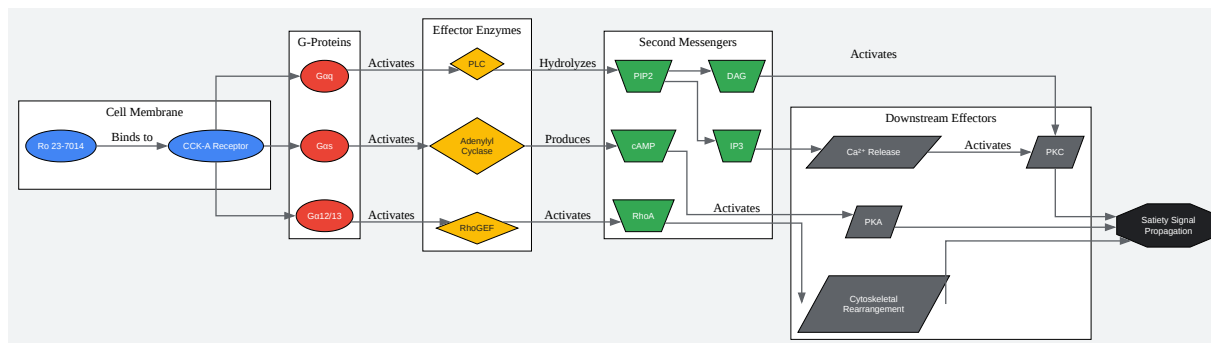 Effector Enzymes
G-Proteins
Second Messengers
Activates
Activates
PLC
Hydrolyzes
Gαq
PIP2
DAG
Cell Membrane
Downstream Effectors
Ro 23-7014
Binds to
CCK-A Receptor
Gαs
Activates
Adenylyl
Cyclase
Produces
cAMP
IP3
Ca²⁺ Release
Activates
PKC
Gα12/13
Activates
RhoGEF
Activates
RhoA
Activates
PKA
Satiety Signal
Propagation
Cytoskeletal
Rearrangement